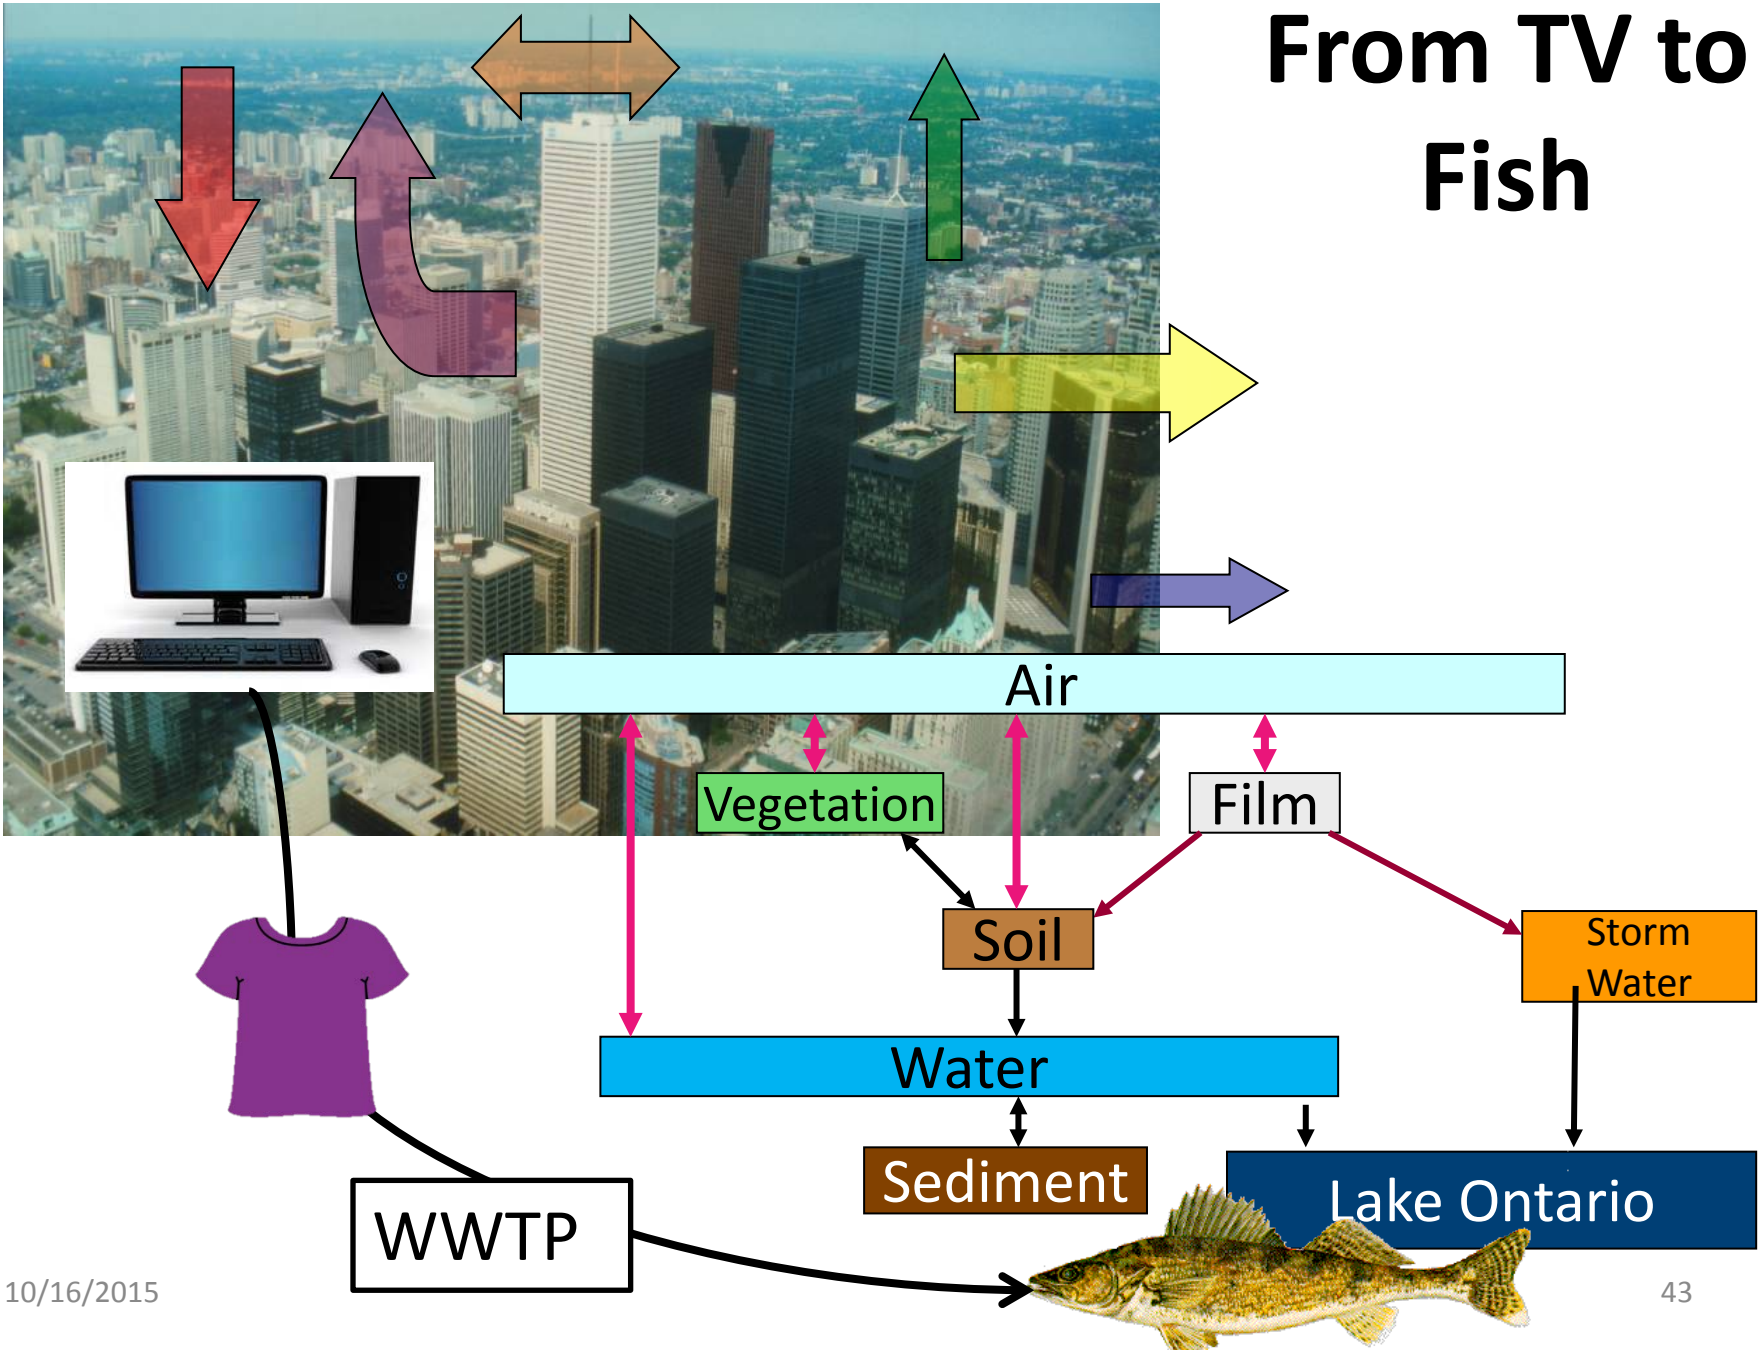 From TV to
Fish
Air
Vegetation
Film
Soil
Storm
Water
Water
Sediment
Lake Ontario
WWTP
10/16/2015
43